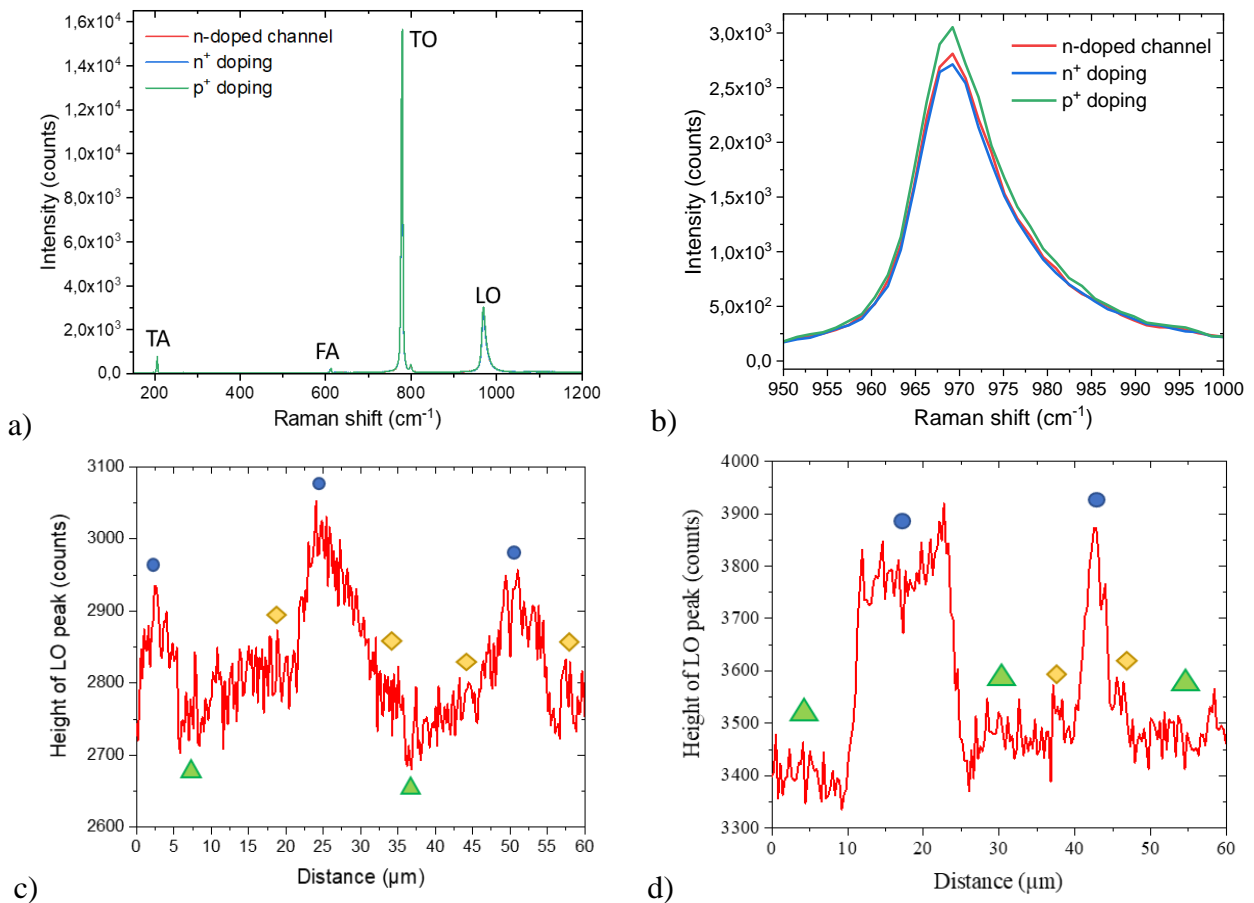 1,6x10⁴
1,4x10⁴
1,2x10⁴
1,0x10⁴
8,0x10³
6,0x10³
4,0x10³
2,0x10³
0,0
Intensity (counts)
n-doped channel
n⁺ doping
p⁺ doping
TO
LO
TA
FA
200 400 600 800 1000 1200
Raman shift (cm⁻¹)
a)
3,0x10³
2,5x10³
2,0x10³
1,5x10³
1,0x10³
5,0x10²
0,0
Intensity (counts)
n-doped channel
n⁺ doping
p⁺ doping
950 955 960 965 970 975 980 985 990 995 1000
Raman shift (cm⁻¹)
b)
3100
3000
2900
2800
2700
2600
Height of LO peak (counts)
0 5 10 15 20 25 30 35 40 45 50 55 60
Distance (µm)
c)
4000
3900
3800
3700
3600
3500
3400
3300
Height of LO peak (counts)
0 10 20 30 40 50 60
Distance (µm)
d)